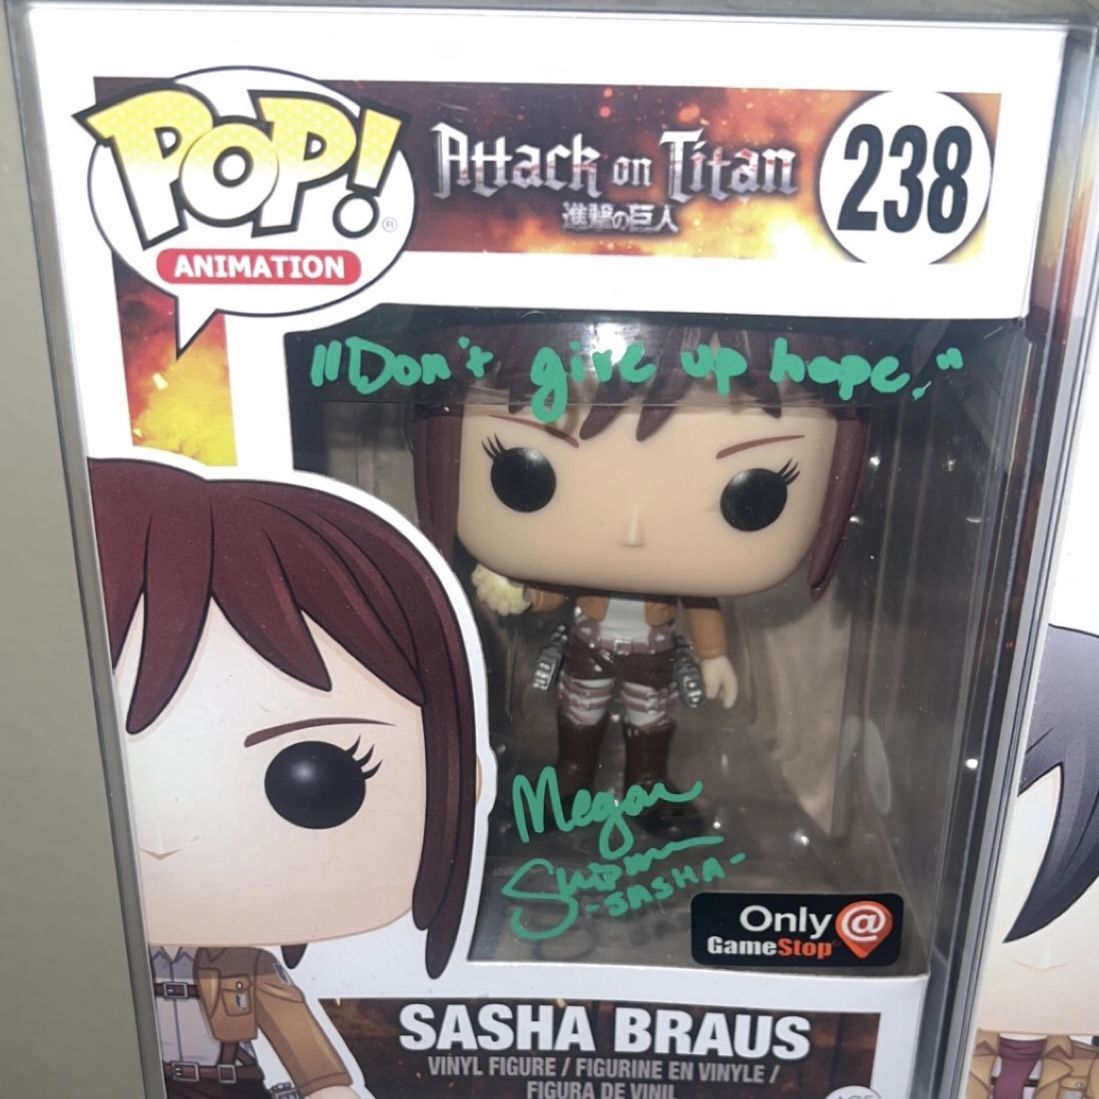 POP!®
ANIMATION
Attack on Titan
進撃の巨人
238
"Don't give up hope."
Megan
-SASHA-
Only @
GameStop
SASHA BRAUS
VINYL FIGURE / FIGURINE EN VINYLE /
FIGURA DE VINIL